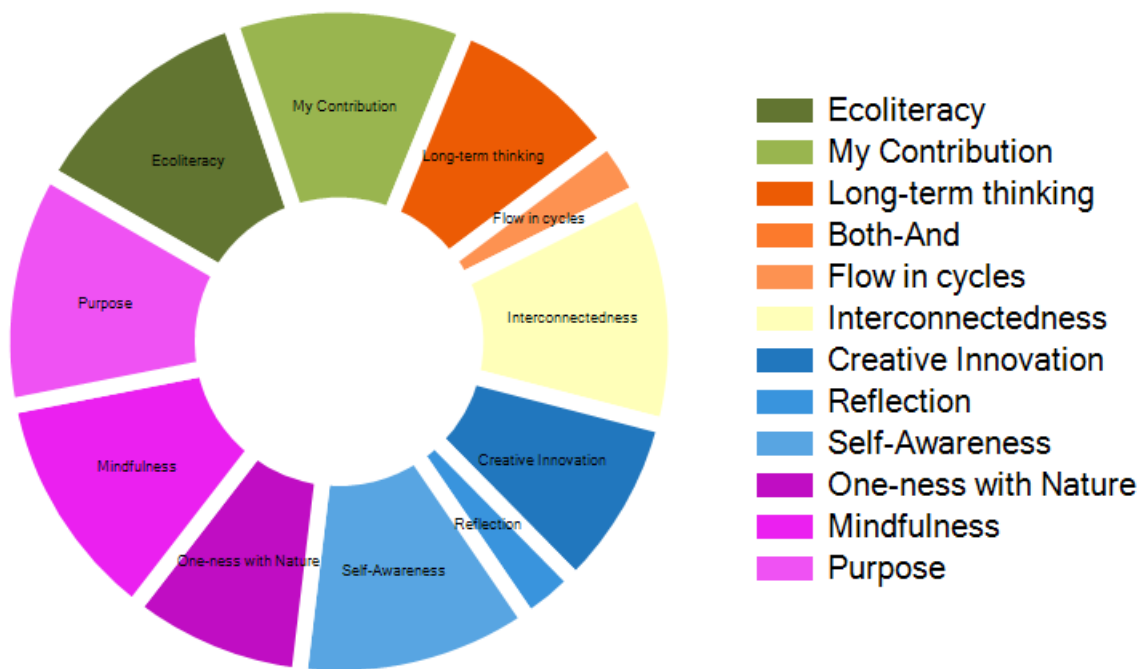 My Contribution
Long-term thinking
Ecoliteracy
Flow in cycles
Purpose
Interconnectedness
Mindfulness
Creative Innovation
Reflection
One-ness with Nature
Self-Awareness
Ecoliteracy
My Contribution
Long-term thinking
Both-And
Flow in cycles
Interconnectedness
Creative Innovation
Reflection
Self-Awareness
One-ness with Nature
Mindfulness
Purpose